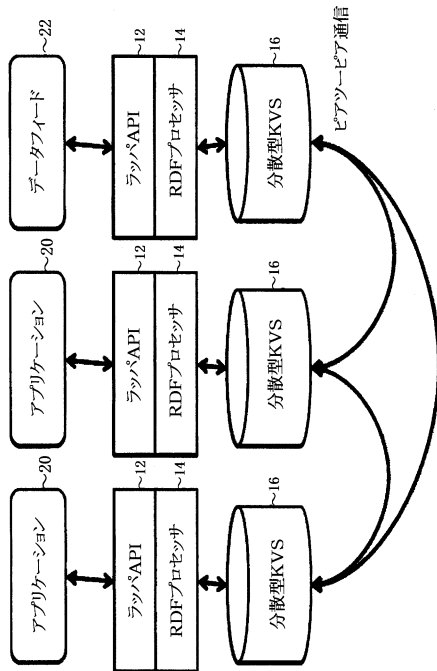 アプリケーション
~20
アプリケーション
~20
データフィード
~22
ラッパAPI
~12
RDFプロセッサ
~14
ラッパAPI
~12
RDFプロセッサ
~14
ラッパAPI
~12
RDFプロセッサ
~14
分散型KVS
~16
分散型KVS
~16
分散型KVS
~16
ピアツーピア通信